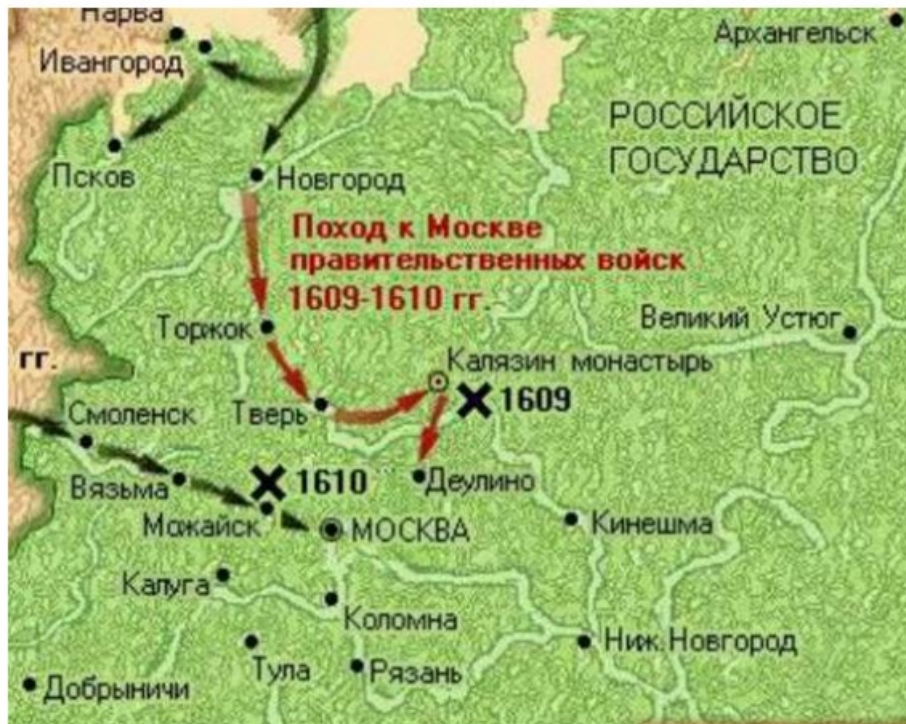 Нарва
Архангельск
Ивангород
РОССИЙСКОЕ
ГОСУДАРСТВО
Псков
Новгород
Поход к Москве
правительственных войск
1609-1610 гг.
Торжок
Великий Устюг
гг.
Калязин монастырь
1609
Тверь
Смоленск
Вязьма
1610
Деулино
Можайск
МОСКВА
Кинешма
Калуга
Коломна
Ниж.Новгород
Тула
Рязань
Добрыничи